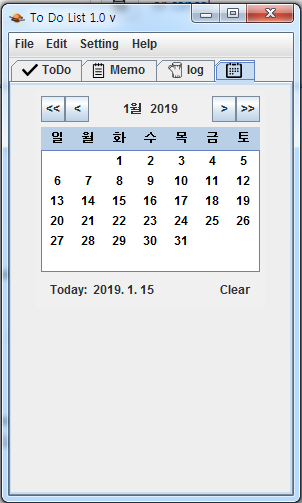 To Do List 1.0 v
File Edit Setting Help
ToDo Memo log
<< < 1월 2019 > >>
일 월 화 수 목 금 토
1 2 3 4 5
6 7 8 9 10 11 12
13 14 15 16 17 18 19
20 21 22 23 24 25 26
27 28 29 30 31
Today: 2019. 1. 15 Clear